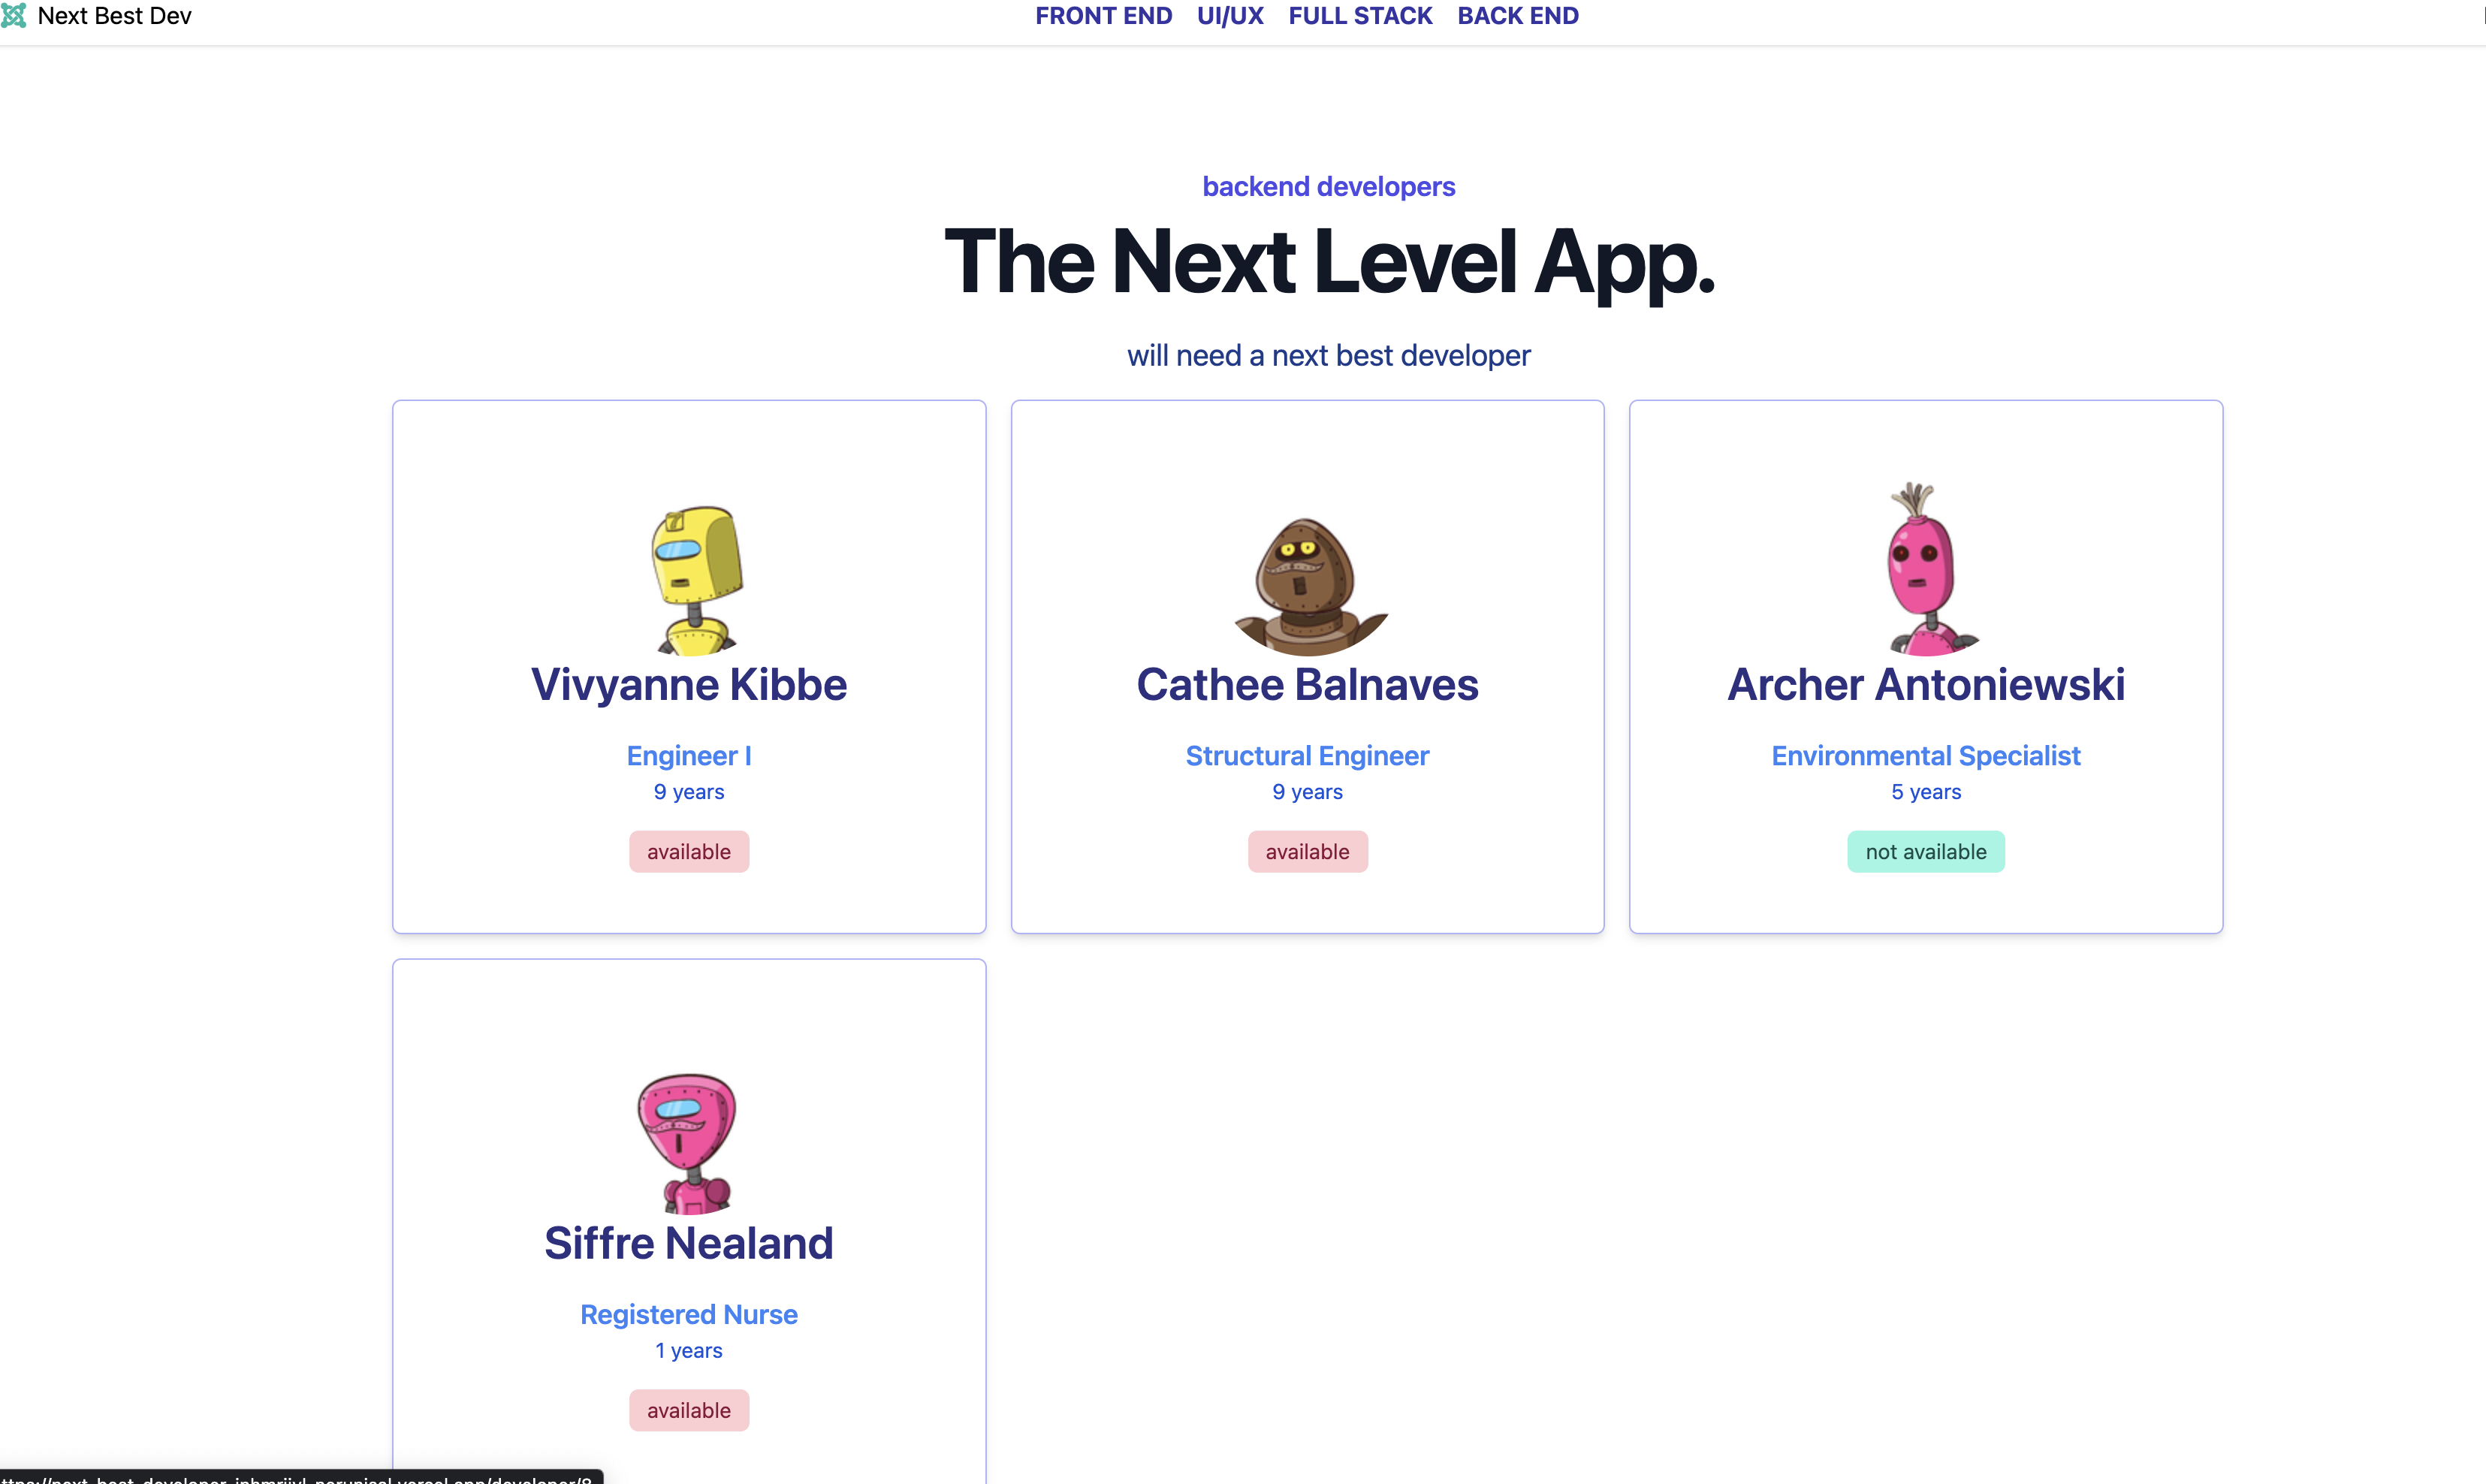 Next Best Dev
FRONT END UI/UX FULL STACK BACK END
backend developers
The Next Level App.
will need a next best developer
Vivyanne Kibbe
Engineer I
9 years
available
Cathee Balnaves
Structural Engineer
9 years
available
Archer Antoniewski
Environmental Specialist
5 years
not available
Siffre Nealand
Registered Nurse
1 years
available